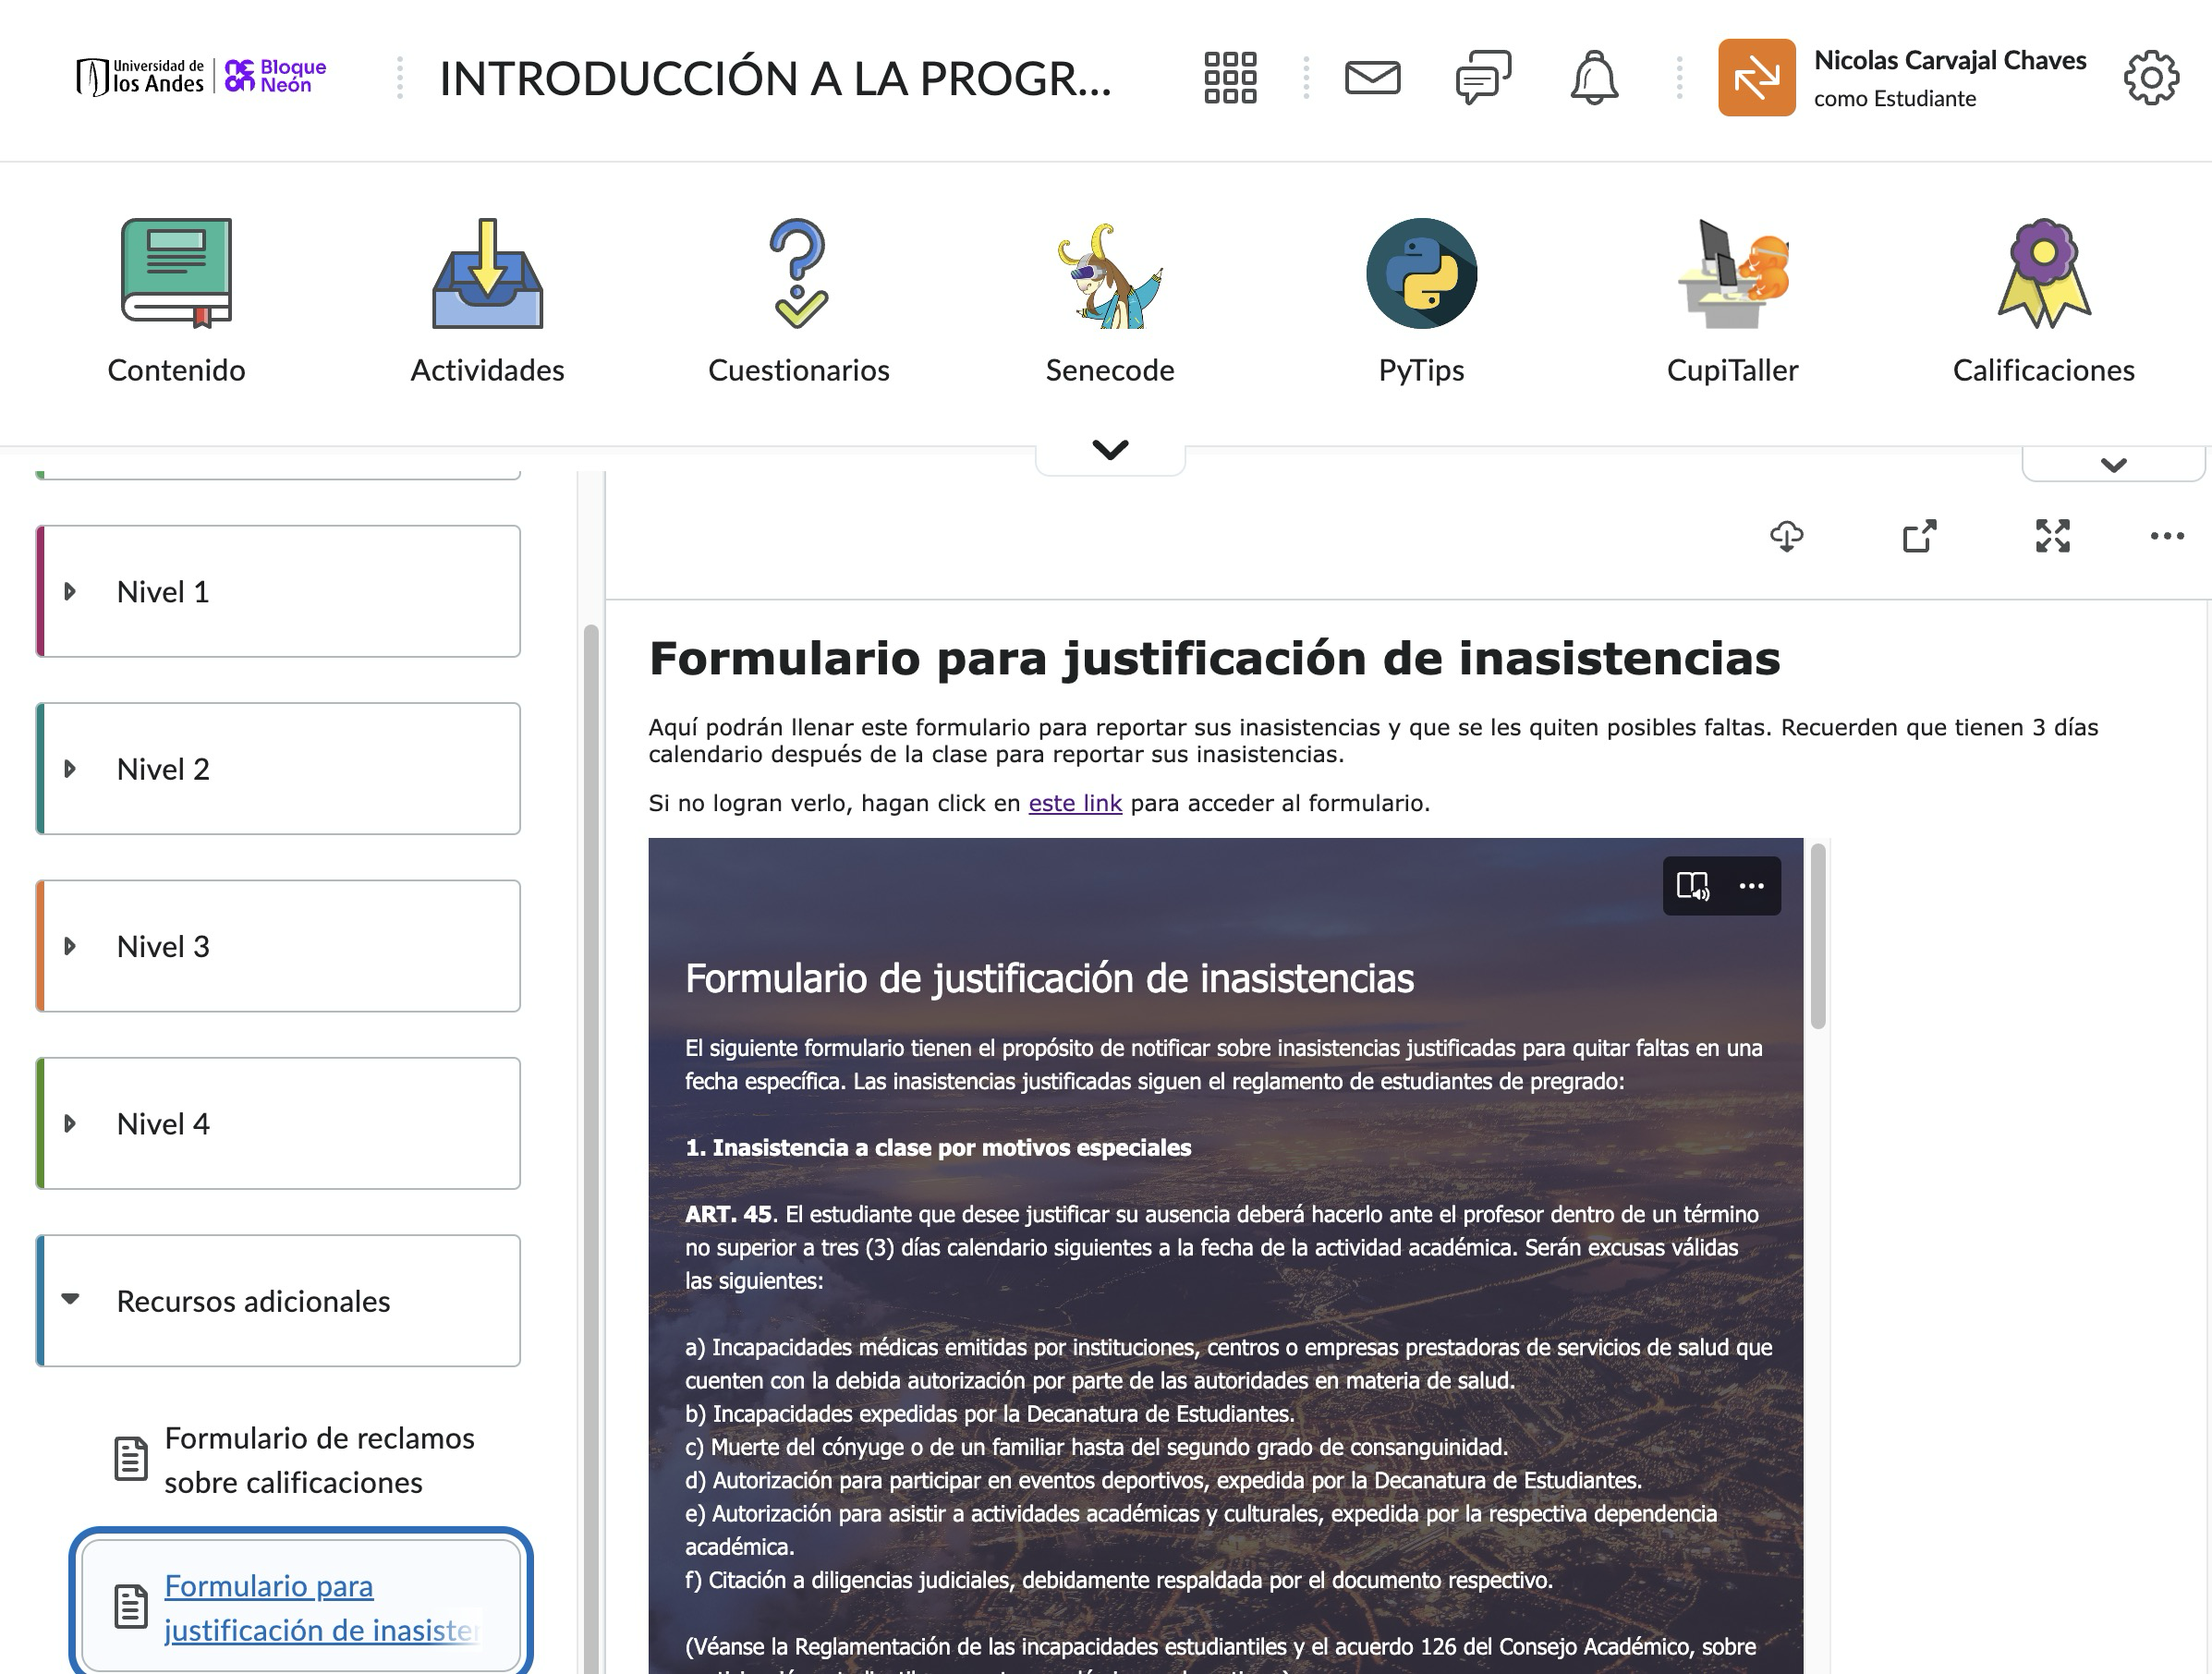 Universidad de
los Andes
Bloque
Neón
INTRODUCCIÓN A LA PROGR...
Nicolas Carvajal Chaves
como Estudiante
Contenido
Actividades
Cuestionarios
Senecode
PyTips
CupiTaller
Calificaciones
Nivel 1
Nivel 2
Nivel 3
Nivel 4
Recursos adicionales
Formulario de reclamos
sobre calificaciones
Formulario para
justificación de inasisten
Formulario para justificación de inasistencias
Aquí podrán llenar este formulario para reportar sus inasistencias y que se les quiten posibles faltas. Recuerden que tienen 3 días
calendario después de la clase para reportar sus inasistencias.
Si no logran verlo, hagan click en este link para acceder al formulario.
Formulario de justificación de inasistencias
El siguiente formulario tienen el propósito de notificar sobre inasistencias justificadas para quitar faltas en una
fecha específica. Las inasistencias justificadas siguen el reglamento de estudiantes de pregrado:
1. Inasistencia a clase por motivos especiales
ART. 45. El estudiante que desee justificar su ausencia deberá hacerlo ante el profesor dentro de un término
no superior a tres (3) días calendario siguientes a la fecha de la actividad académica. Serán excusas válidas
las siguientes:
a) Incapacidades médicas emitidas por instituciones, centros o empresas prestadoras de servicios de salud que
cuenten con la debida autorización por parte de las autoridades en materia de salud.
b) Incapacidades expedidas por la Decanatura de Estudiantes.
c) Muerte del cónyuge o de un familiar hasta del segundo grado de consanguinidad.
d) Autorización para participar en eventos deportivos, expedida por la Decanatura de Estudiantes.
e) Autorización para asistir a actividades académicas y culturales, expedida por la respectiva dependencia
académica.
f) Citación a diligencias judiciales, debidamente respaldada por el documento respectivo.
(Véanse la Reglamentación de las incapacidades estudiantiles y el acuerdo 126 del Consejo Académico, sobre